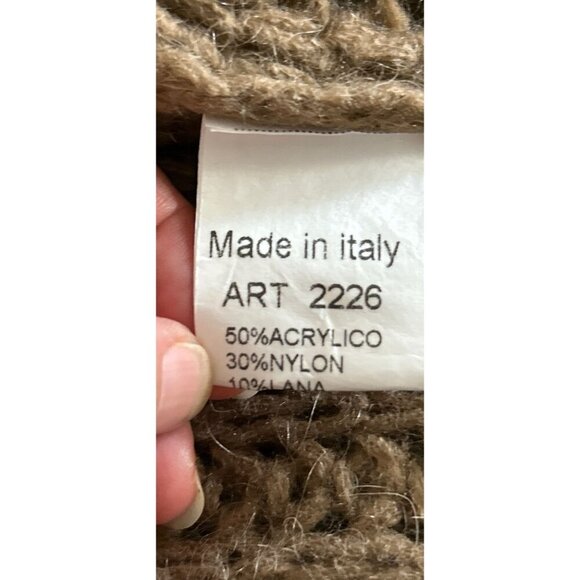 Made in italy
ART 2226
50%ACRYLICO
30%NYLON
10%LANA